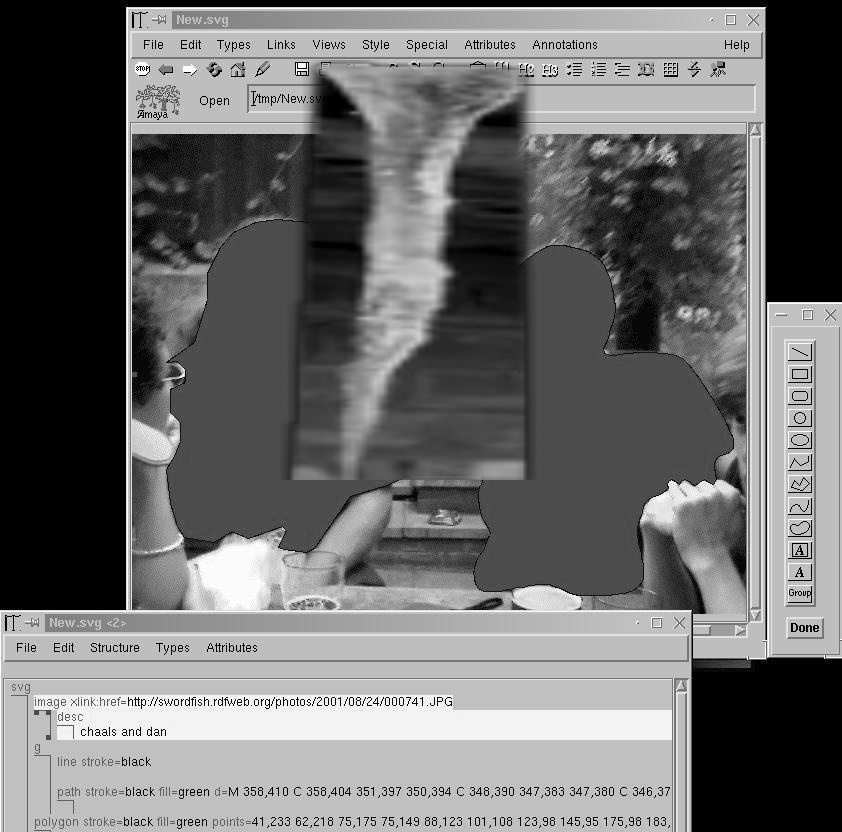 New.svg
File Edit Types Links Views Style Special Attributes Annotations Help
STOP H2 H3
Amaya
Open /tmp/New.sv
A
A
Group
Done
New.svg <2>
File Edit Structure Types Attributes
svg
image xlink:href=http://swordfish.rdfweb.org/photos/2001/08/24/000741.JPG
desc
chaals and dan
g
line stroke=black
path stroke=black fill=green d=M 358,410 C 358,404 351,397 350,394 C 348,390 347,383 347,380 C 346,37
polygon stroke=black fill=green points=41,233 62,218 75,175 75,149 88,123 101,108 123,98 145,95 175,98 183,